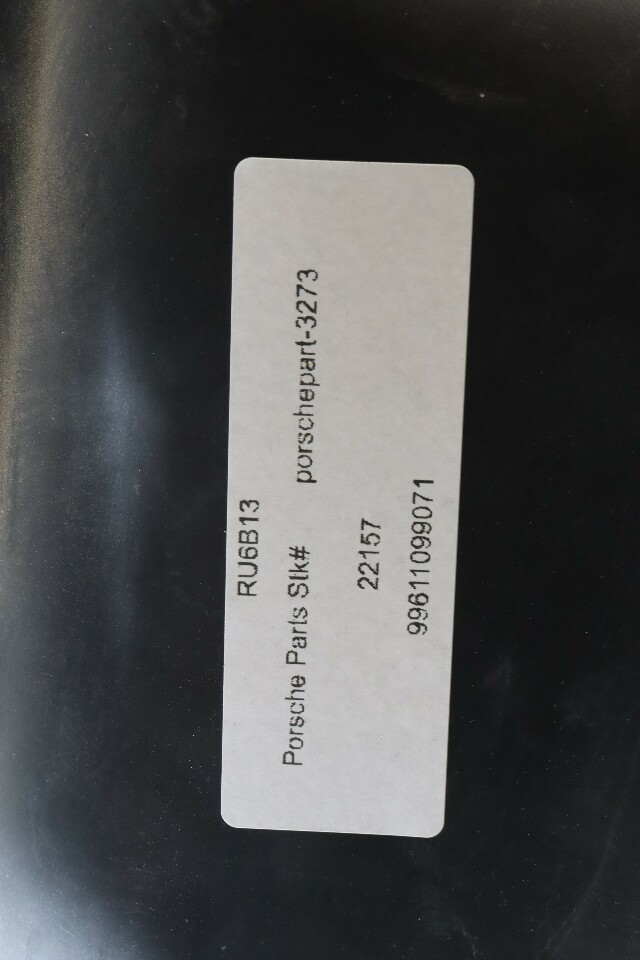 RU6B13
Porsche Parts Stk# porschepart-3273
22157
99611099071